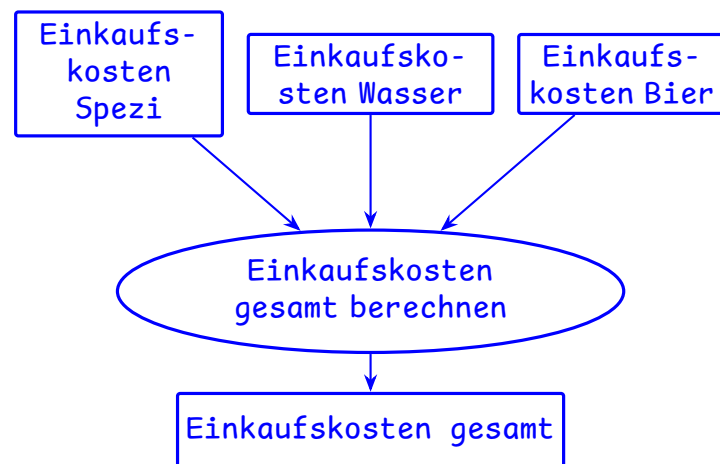 Einkaufs-
kosten
Spezi
Einkaufsko-
sten Wasser
Einkaufs-
kosten Bier
Einkaufskosten
gesamt berechnen
Einkaufskosten gesamt